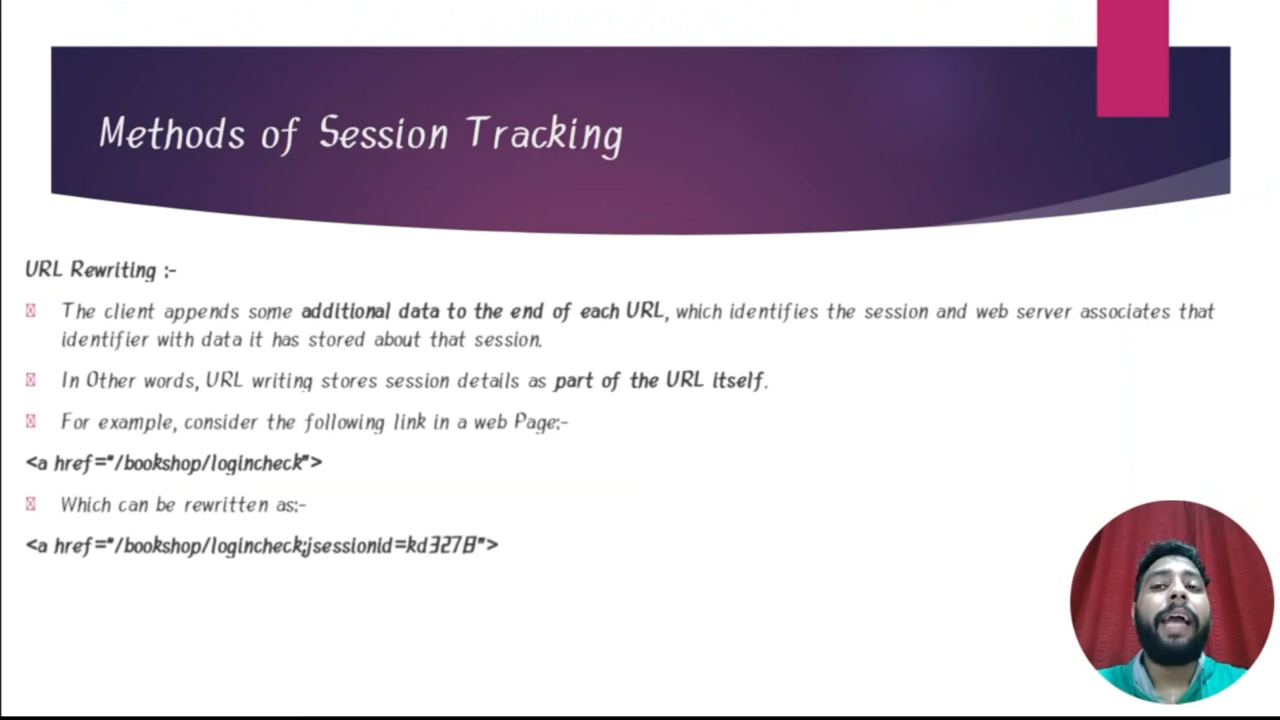 Methods of Session Tracking
URL Rewriting :-
The client appends some additional data to the end of each URL, which identifies the session and web server associates that
identifier with data it has stored about that session.
In Other words, URL writing stores session details as part of the URL itself.
For example, consider the following link in a web Page:-
<a href="/bookshop/logincheck">
Which can be rewritten as:-
<a href="/bookshop/logincheck;jsessionid=kd3278">